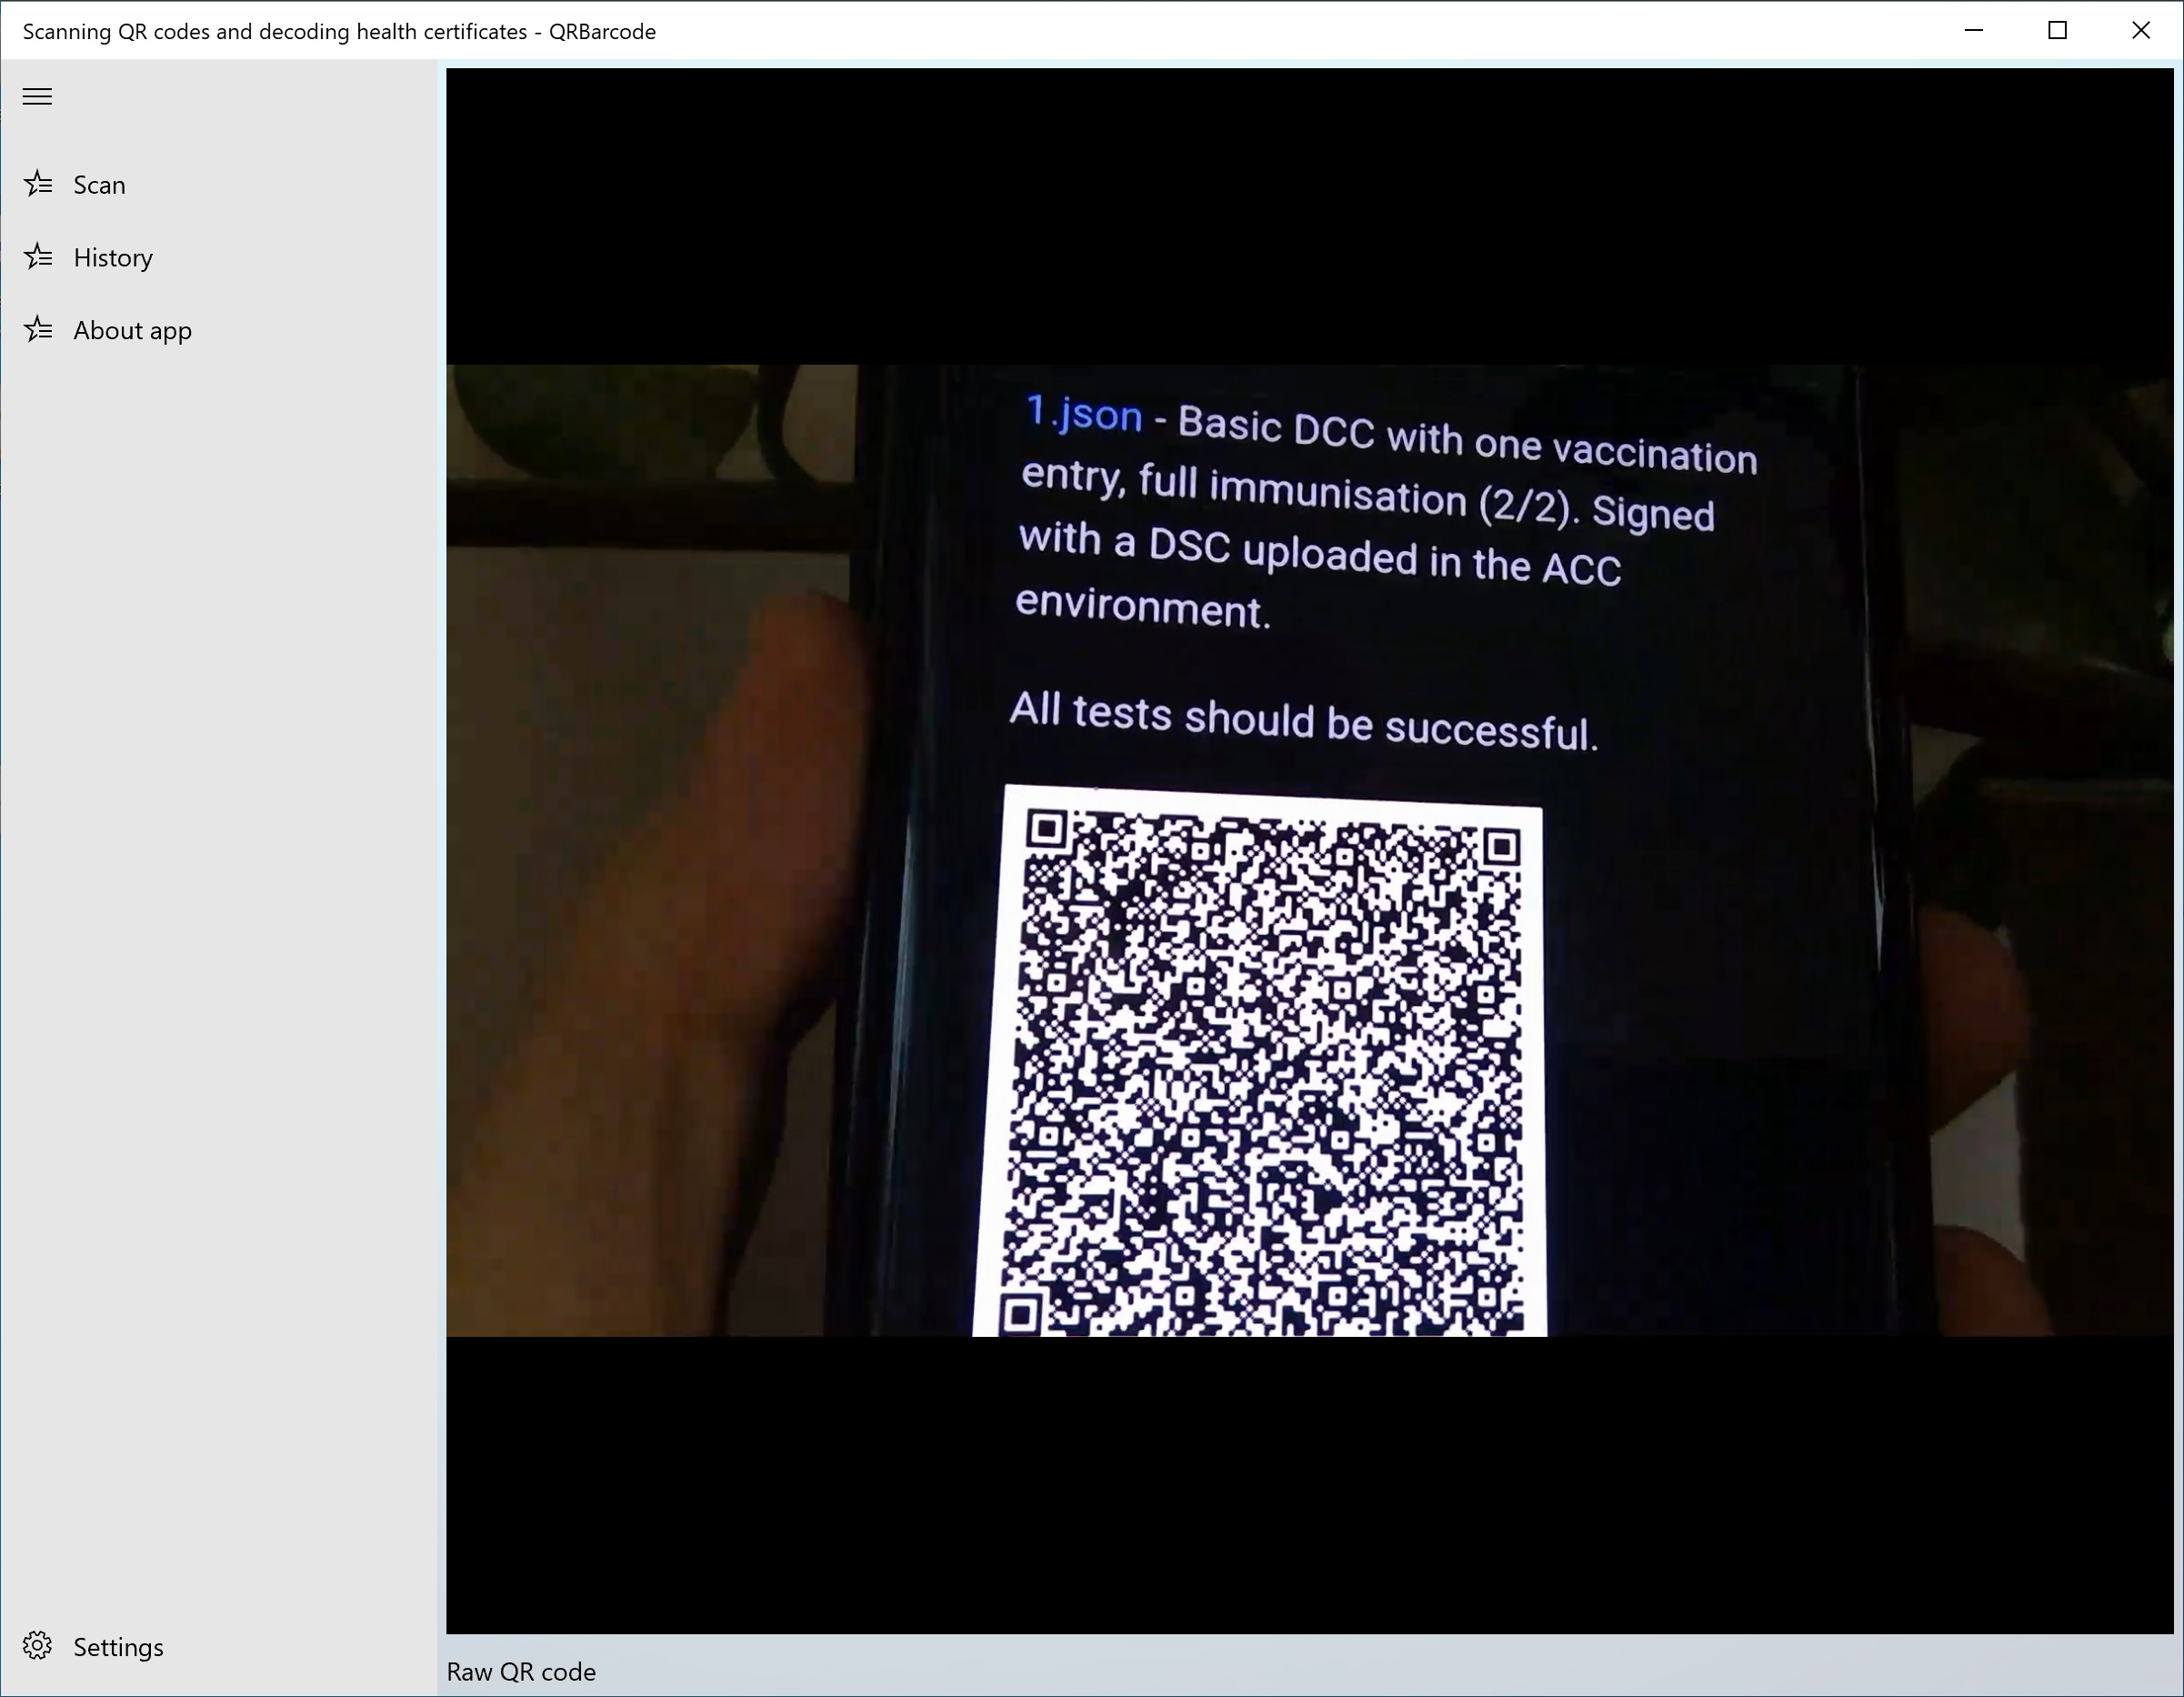 Scanning QR codes and decoding health certificates - QRBarcode
Scan
History
About app
1.json - Basic DCC with one vaccination
entry, full immunisation (2/2). Signed
with a DSC uploaded in the ACC
environment.
All tests should be successful.
Settings
Raw QR code